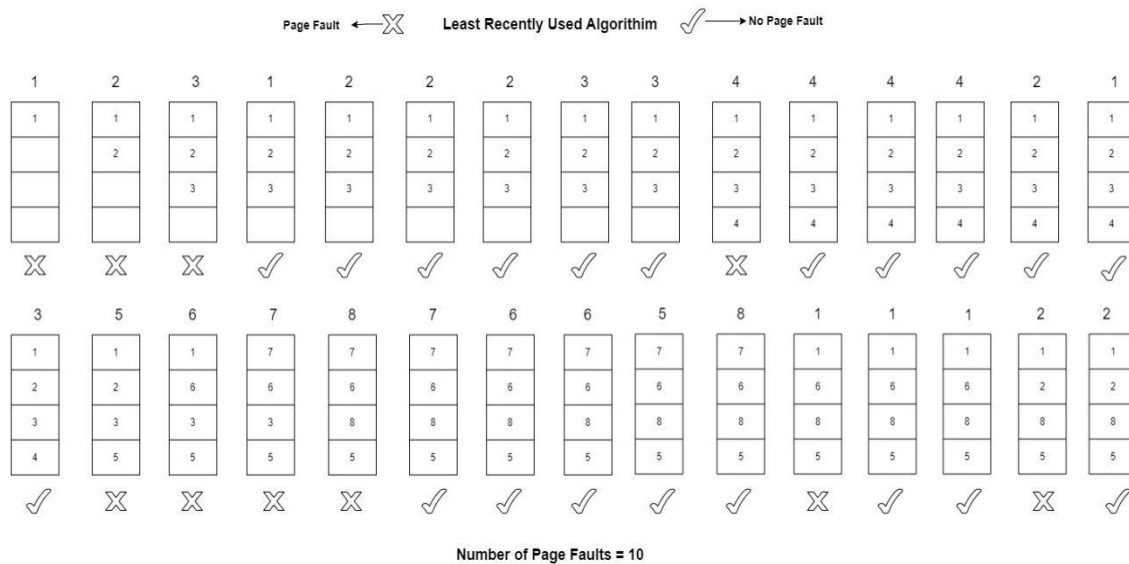 Page Fault Least Recently Used Algorithim No Page Fault
1 2 3 1 2 2 2 3 3 4 4 4 4 2 1
1 1 1 1 1 1 1 1 1 1 1 1 1 1 1
2 2 2 2 2 2 2 2 2 2 2 2 2 2
3 3 3 3 3 3 3 3 3 3 3 3 3
4 4 4 4 4 4
3 5 6 7 8 7 6 6 5 8 1 1 1 2 2
1 1 1 7 7 7 7 7 7 7 1 1 1 1 1
2 2 6 6 6 6 6 6 6 6 6 6 6 2 2
3 3 3 3 8 8 8 8 8 8 8 8 8 8 8
4 5 5 5 5 5 5 5 5 5 5 5 5 5 5
Number of Page Faults = 10